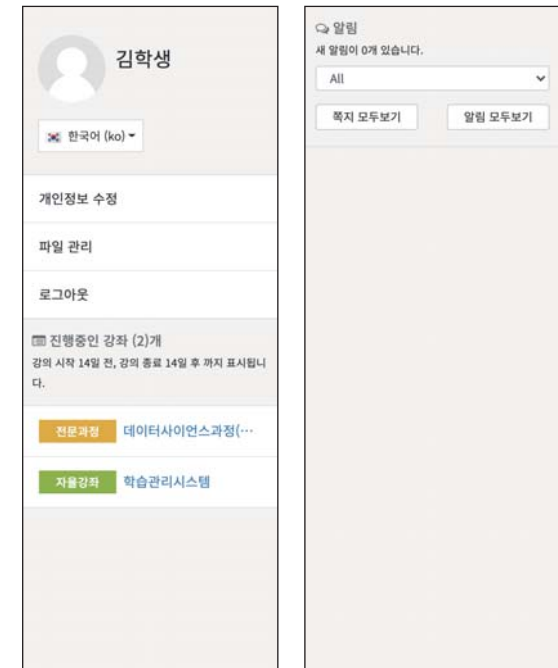 김학생
한국어 (ko)
개인정보 수정
파일 관리
로그아웃
진행중인 강좌 (2)개
강의 시작 14일 전, 강의 종료 14일 후 까지 표시됩니
다.
전문과정 데이터사이언스과정(…
자율강좌 학습관리시스템
알림
새 알림이 0개 있습니다.
All
쪽지 모두보기 알림 모두보기